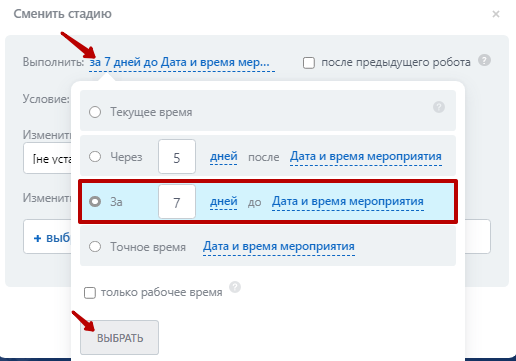 Сменить стадию
Выполнить: за 7 дней до Дата и время мер... после предыдущего робота ?
Условие:
Текущее время ?
Изменит
Через 5 дней после Дата и время мероприятия
[не уста
За 7 дней до Дата и время мероприятия
Изменит
+ выб
Точное время Дата и время мероприятия
только рабочее время ?
ВЫБРАТЬ